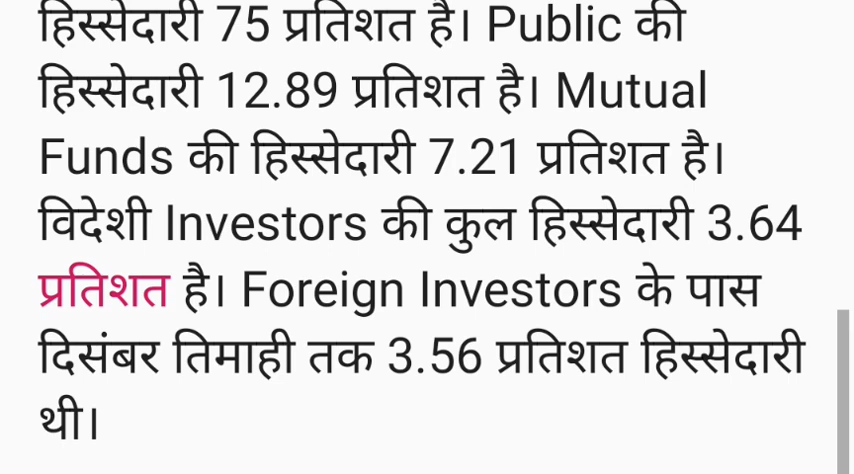 हिस्सेदारी 75 प्रतिशत है। Public की
हिस्सेदारी 12.89 प्रतिशत है। Mutual
Funds की हिस्सेदारी 7.21 प्रतिशत है।
विदेशी Investors की कुल हिस्सेदारी 3.64
प्रतिशत है। Foreign Investors के पास
दिसंबर तिमाही तक 3.56 प्रतिशत हिस्सेदारी
थी।